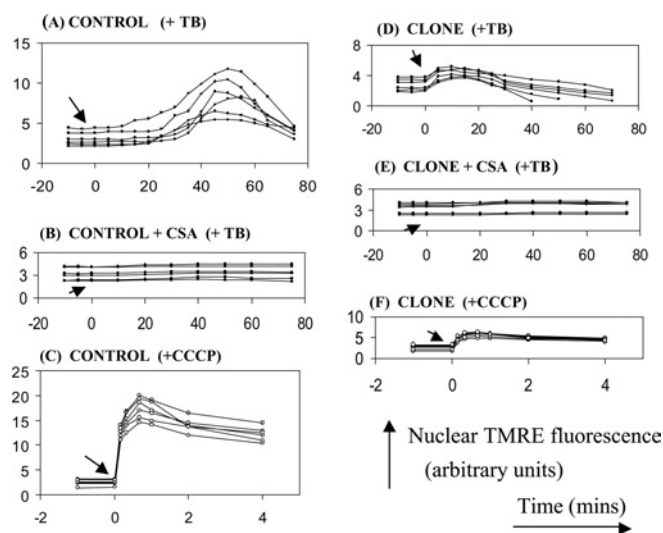 (A) CONTROL (+ TB)
15
10
5
0
-20 0 20 40 60 80
(B) CONTROL + CSA (+ TB)
6
3
0
-20 0 20 40 60 80
(C) CONTROL (+CCCP)
25
20
15
10
5
0
-2 0 2 4
(D) CLONE (+TB)
8
4
0
-20 0 20 40 60 80
(E) CLONE + CSA (+TB)
6
3
0
-20 0 20 40 60 80
(F) CLONE (+CCCP)
10
5
0
-2 0 2 4
Nuclear TMRE fluorescence
(arbitrary units)
Time (mins)